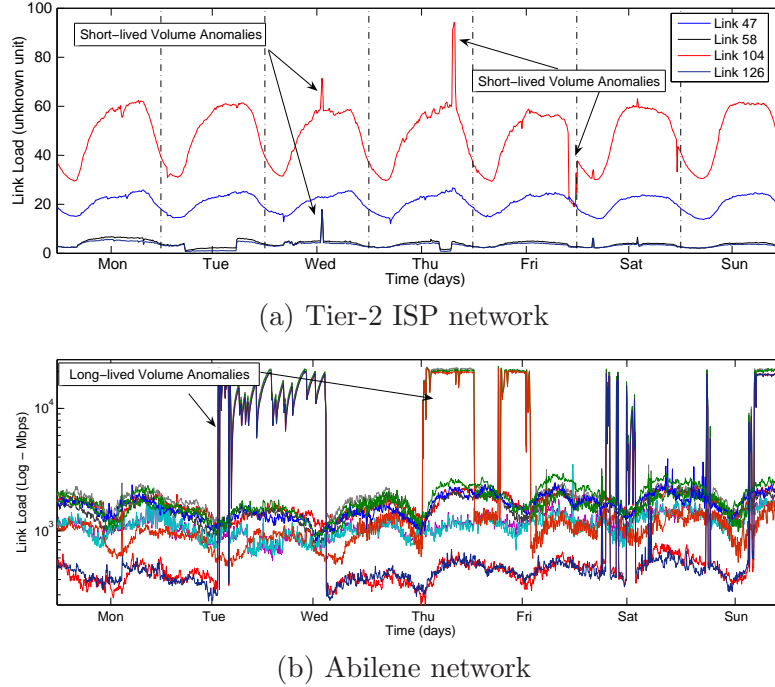 100
80
60
40
20
0
Link Load (unknown unit)
Short-lived Volume Anomalies
Short-lived Volume Anomalies
Link 47
Link 58
Link 104
Link 126
Mon Tue Wed Thu Fri Sat Sun
Time (days)
(a) Tier-2 ISP network
Long-lived Volume Anomalies
10^4
10^3
Link Load (Log - Mbps)
Mon Tue Wed Thu Fri Sat Sun
Time (days)
(b) Abilene network